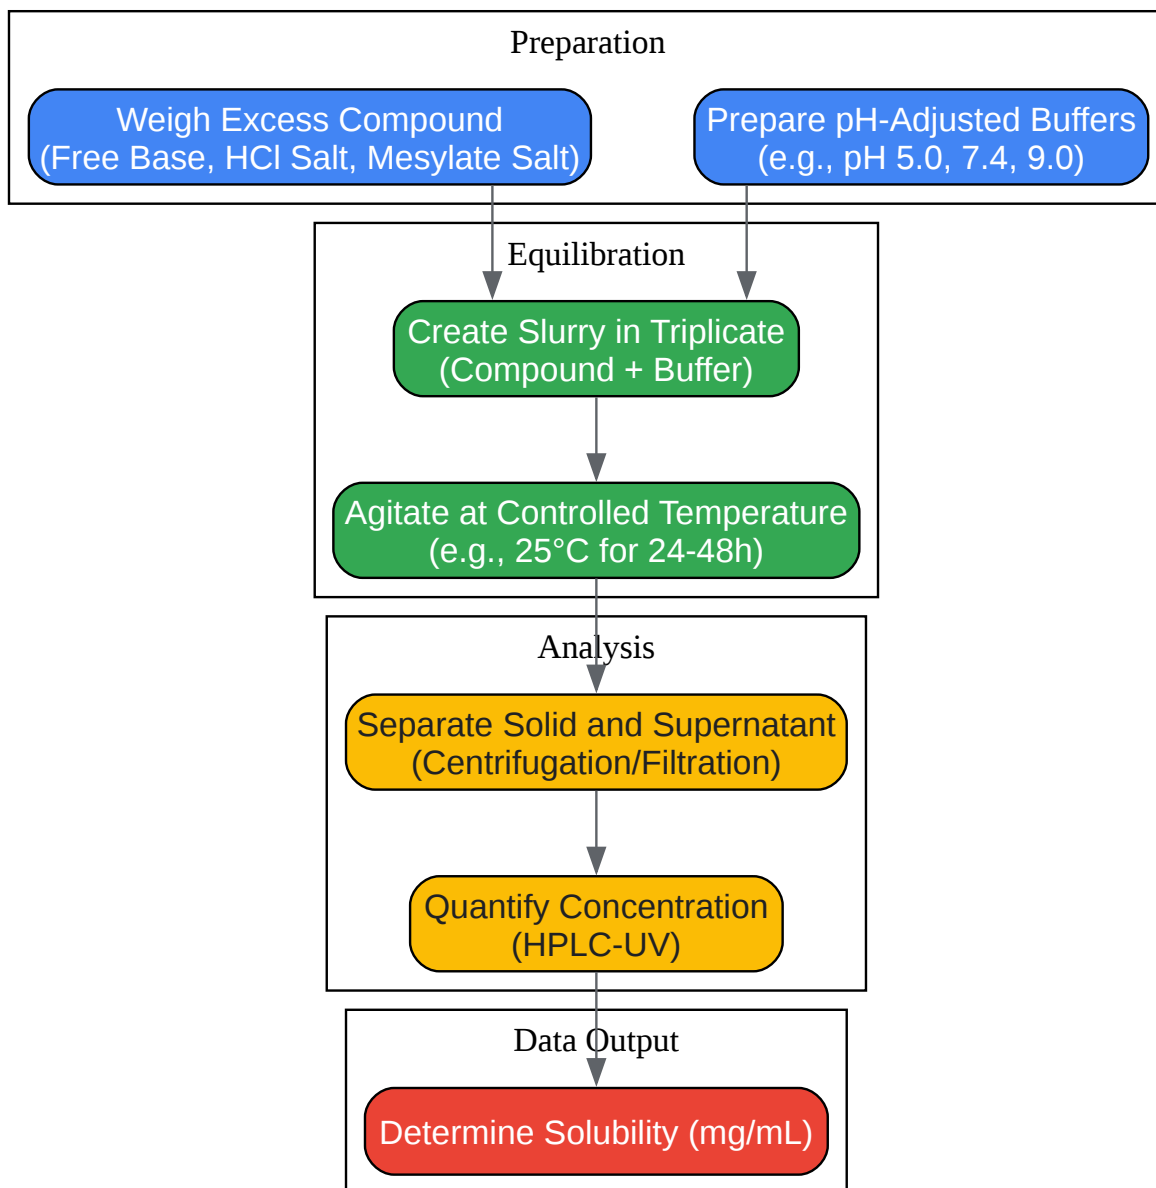 Preparation
Weigh Excess Compound
(Free Base, HCl Salt, Mesylate Salt)
Prepare pH-Adjusted Buffers
(e.g., pH 5.0, 7.4, 9.0)
Equilibration
Create Slurry in Triplicate
(Compound + Buffer)
Agitate at Controlled Temperature
(e.g., 25°C for 24-48h)
Analysis
Separate Solid and Supernatant
(Centrifugation/Filtration)
Quantify Concentration
(HPLC-UV)
Data Output
Determine Solubility (mg/mL)